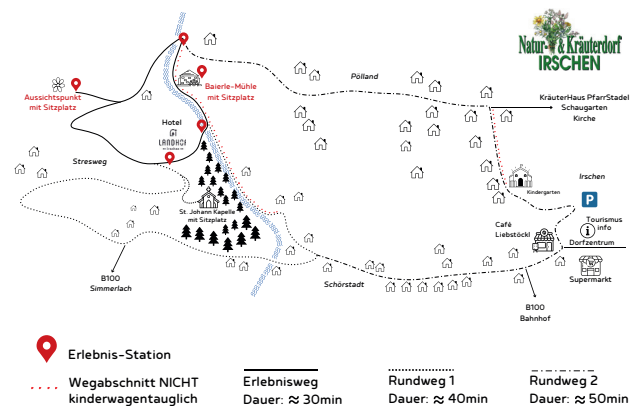 Natur & Kräuterdorf
IRSCHEN
Pölland
KräuterHaus PfarrStadel
Schaugarten
Kirche
Baierle-Mühle
mit Sitzplatz
Aussichtspunkt
mit Sitzplatz
Hotel
LANDHOF
Stresweg
Kindergarten
Irschen
P
St. Johann Kapelle
mit Sitzplatz
Café
Liebstöckl
Tourismus
info
i
Dorfzentrum
Supermarkt
B100
Simmerlach
Schörstadt
B100
Bahnhof
Erlebnis-Station
Wegabschnitt NICHT
kinderwagentauglich
Erlebnisweg
Dauer: ≈ 30min
Rundweg 1
Dauer: ≈ 40min
Rundweg 2
Dauer: ≈ 50min